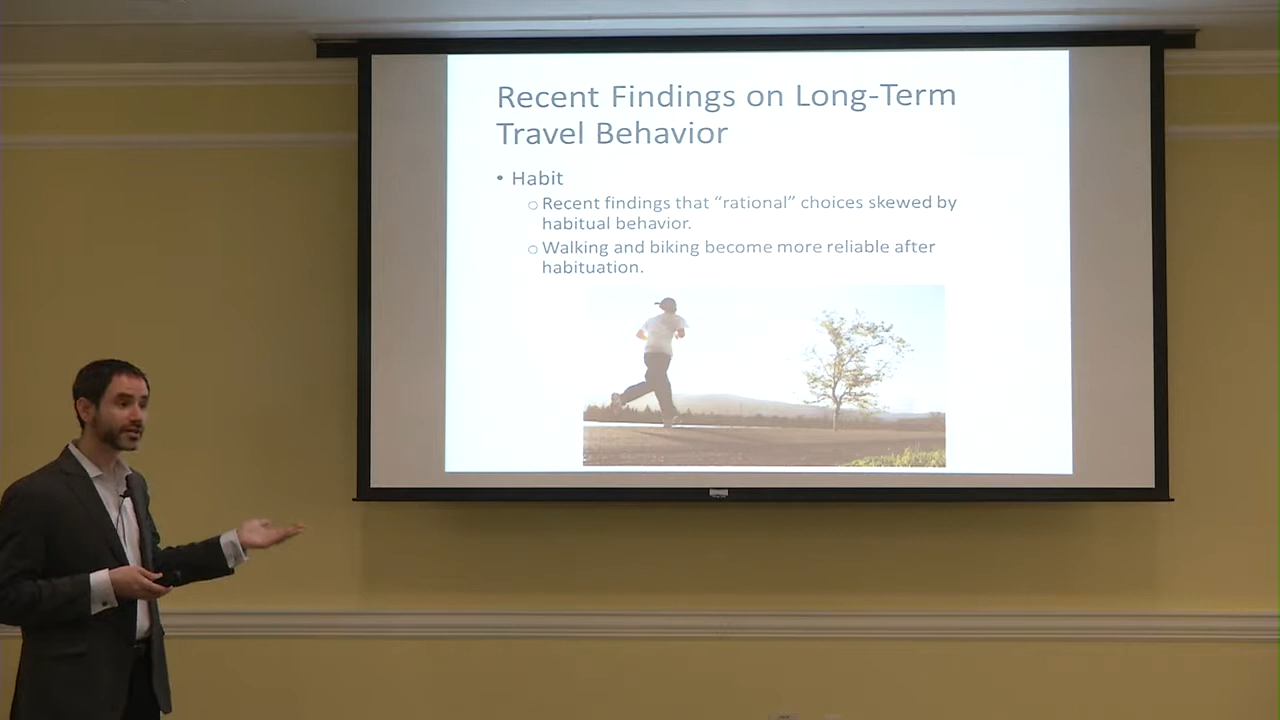 Recent Findings on Long-Term
Travel Behavior
• Habit
○ Recent findings that “rational” choices skewed by
habitual behavior.
○ Walking and biking become more reliable after
habituation.